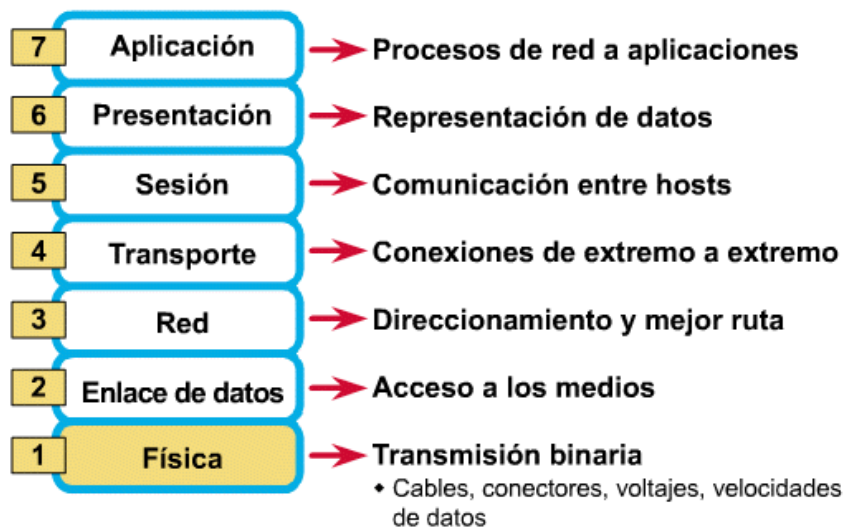 7 Aplicación Procesos de red a aplicaciones
6 Presentación Representación de datos
5 Sesión Comunicación entre hosts
4 Transporte Conexiones de extremo a extremo
3 Red Direccionamiento y mejor ruta
2 Enlace de datos Acceso a los medios
1 Física Transmisión binaria
• Cables, conectores, voltajes, velocidades
de datos